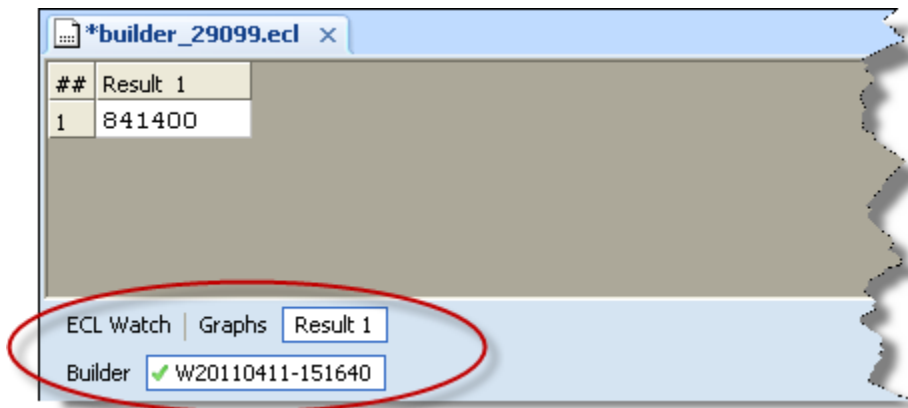 *builder_29099.ecl ×
## Result 1
1 841400
ECL Watch | Graphs Result 1
Builder W20110411-151640